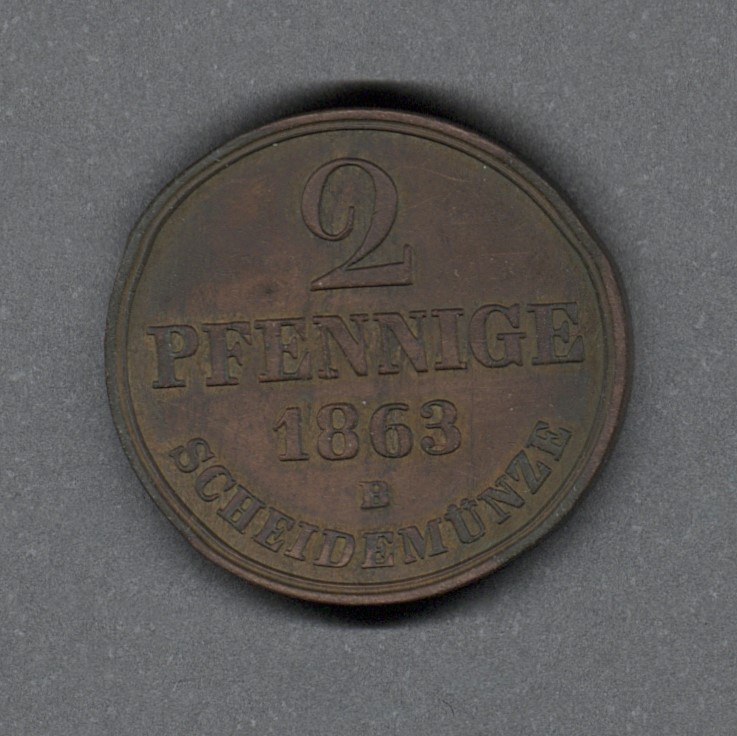 2
PFENNIGE
1863
B
SCHEIDEMÜNZE